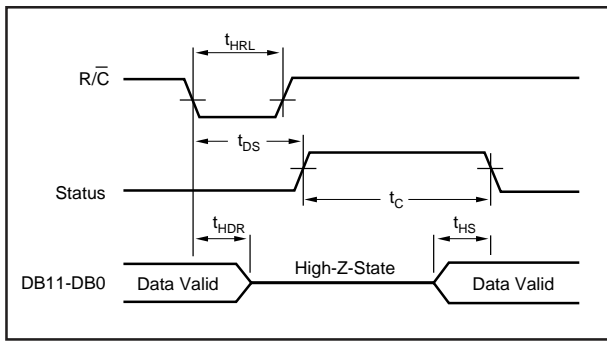 tHRL
R/C̅
tDS
Status
tC
tHDR
tHS
High-Z-State
DB11-DB0
Data Valid
Data Valid